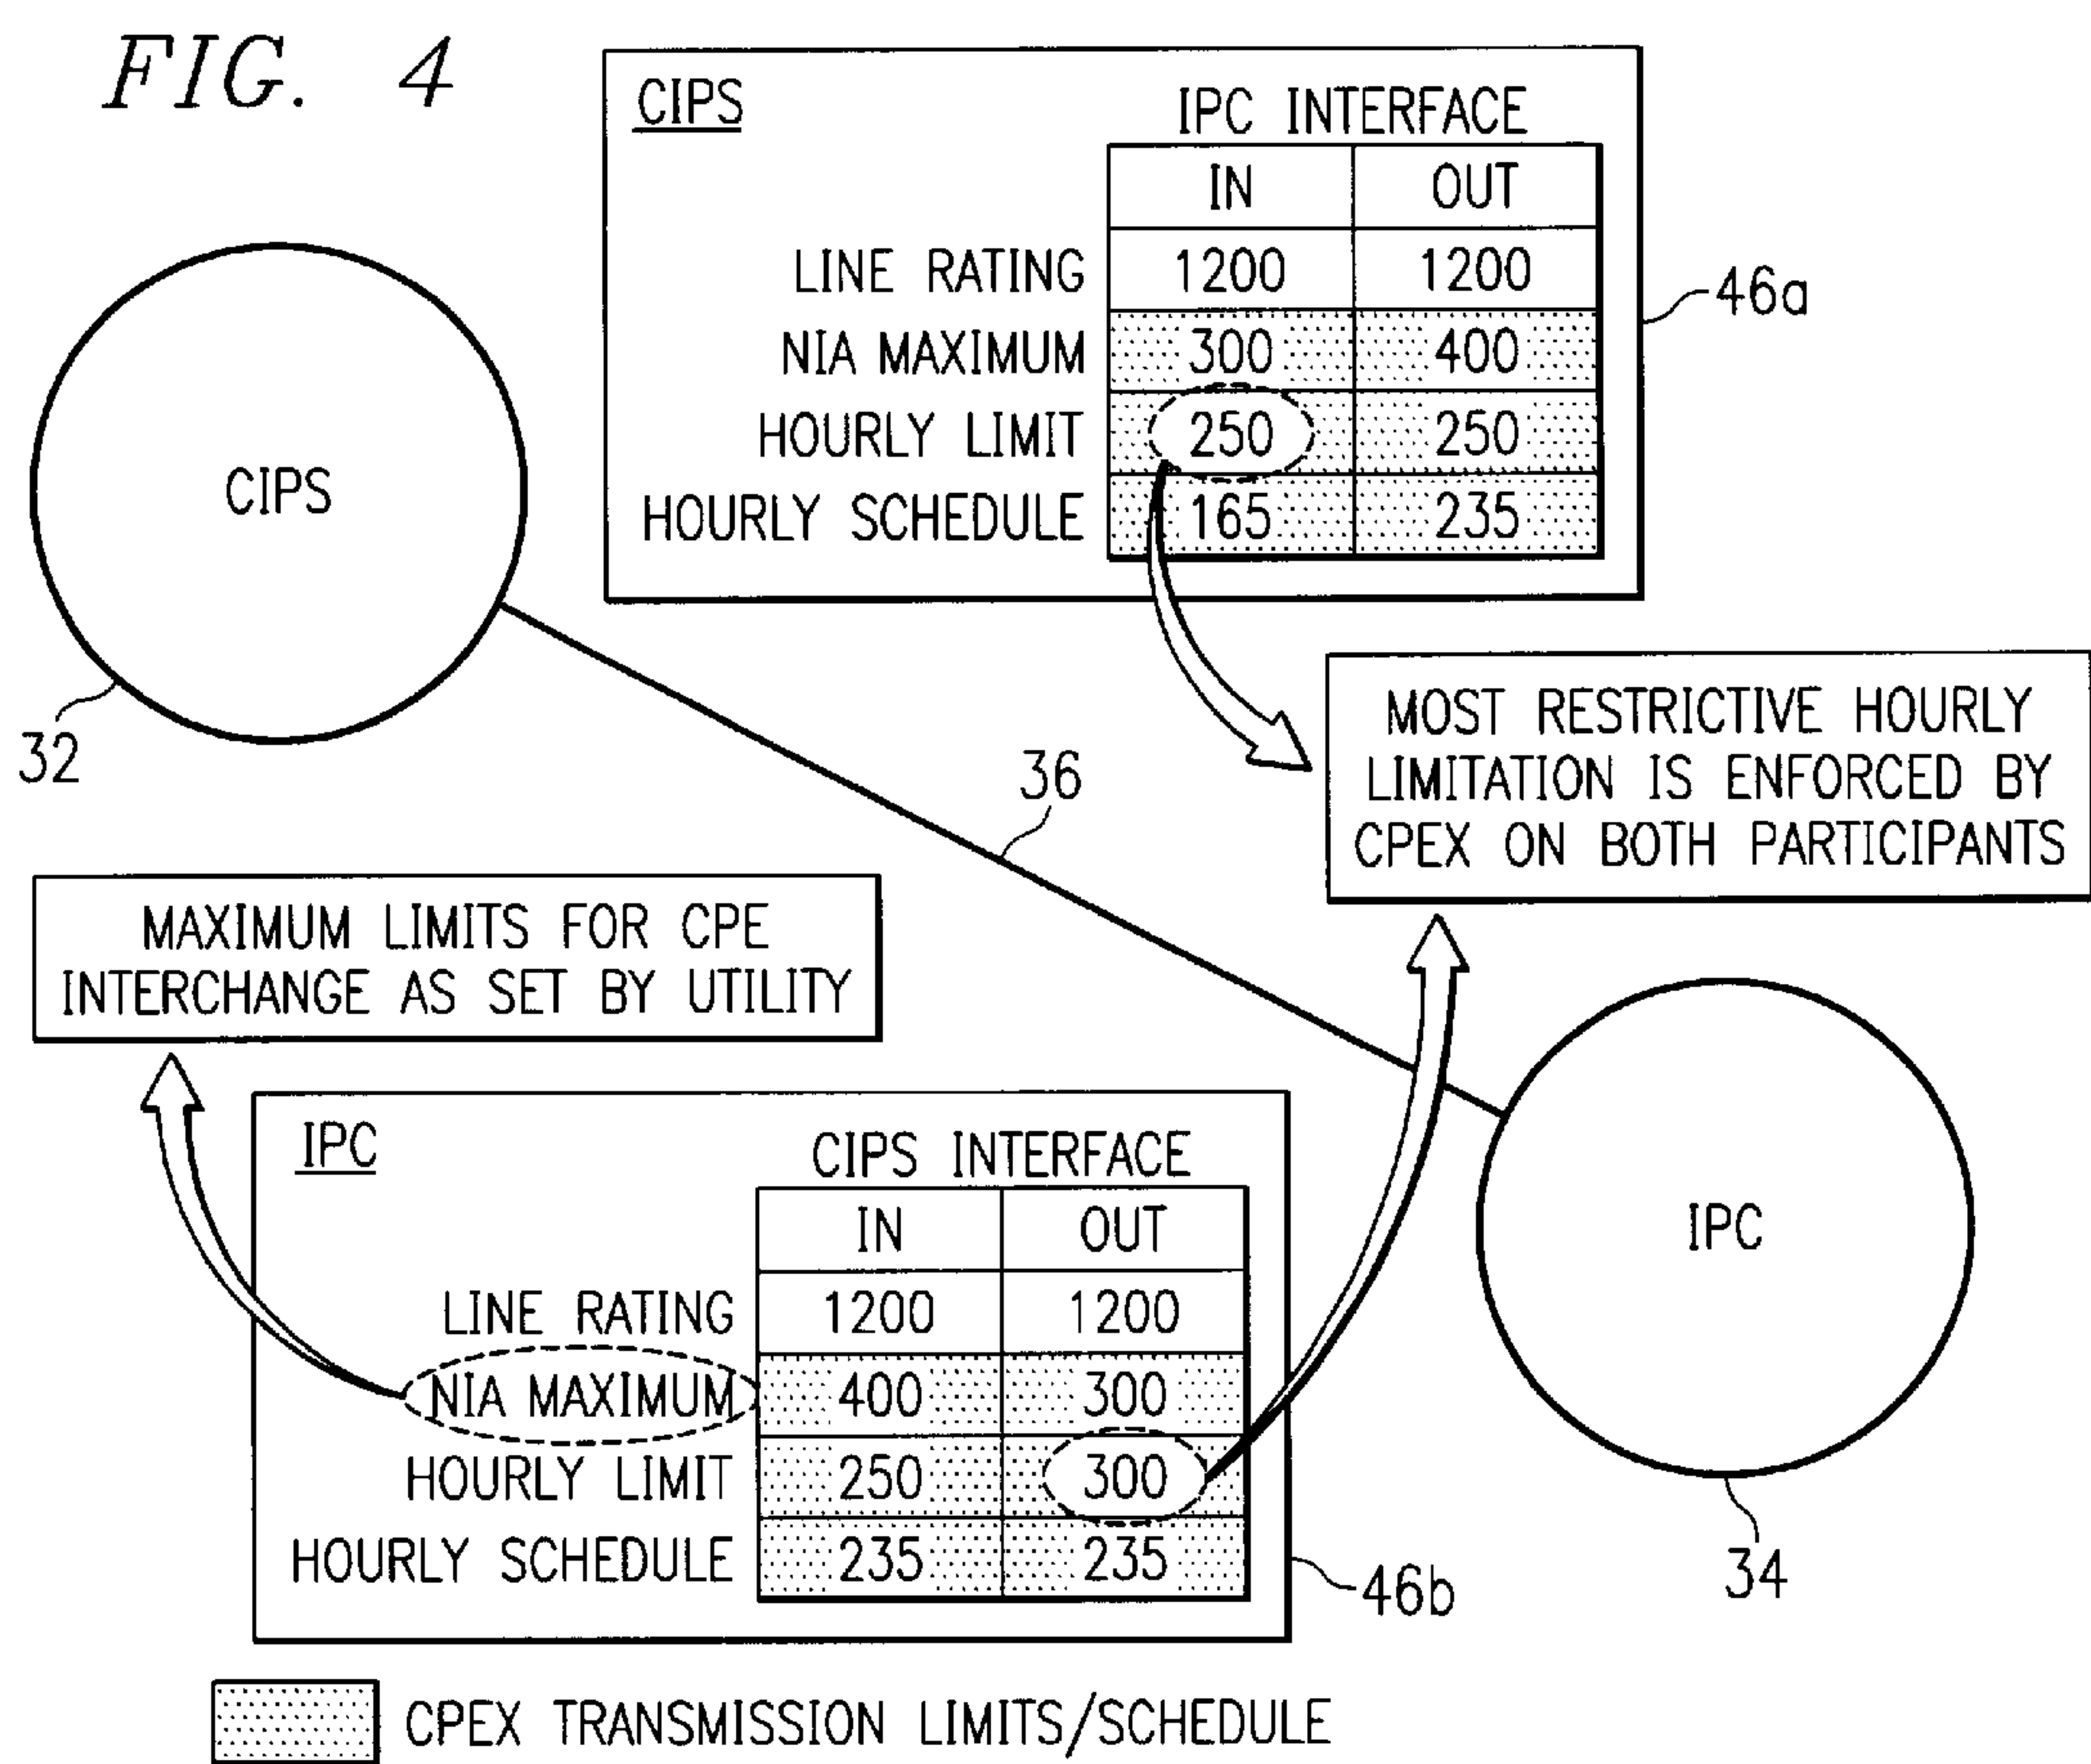 FIG. 4
CIPS
IPC INTERFACE
IN OUT
LINE RATING 1200 1200
NIA MAXIMUM 300 400
HOURLY LIMIT 250 250
HOURLY SCHEDULE 165 235
46a
CIPS
32
36
MOST RESTRICTIVE HOURLY
LIMITATION IS ENFORCED BY
CPEX ON BOTH PARTICIPANTS
MAXIMUM LIMITS FOR CPE
INTERCHANGE AS SET BY UTILITY
IPC
CIPS INTERFACE
IN OUT
LINE RATING 1200 1200
NIA MAXIMUM 400 300
HOURLY LIMIT 250 300
HOURLY SCHEDULE 235 235
46b
IPC
34
CPEX TRANSMISSION LIMITS/SCHEDULE